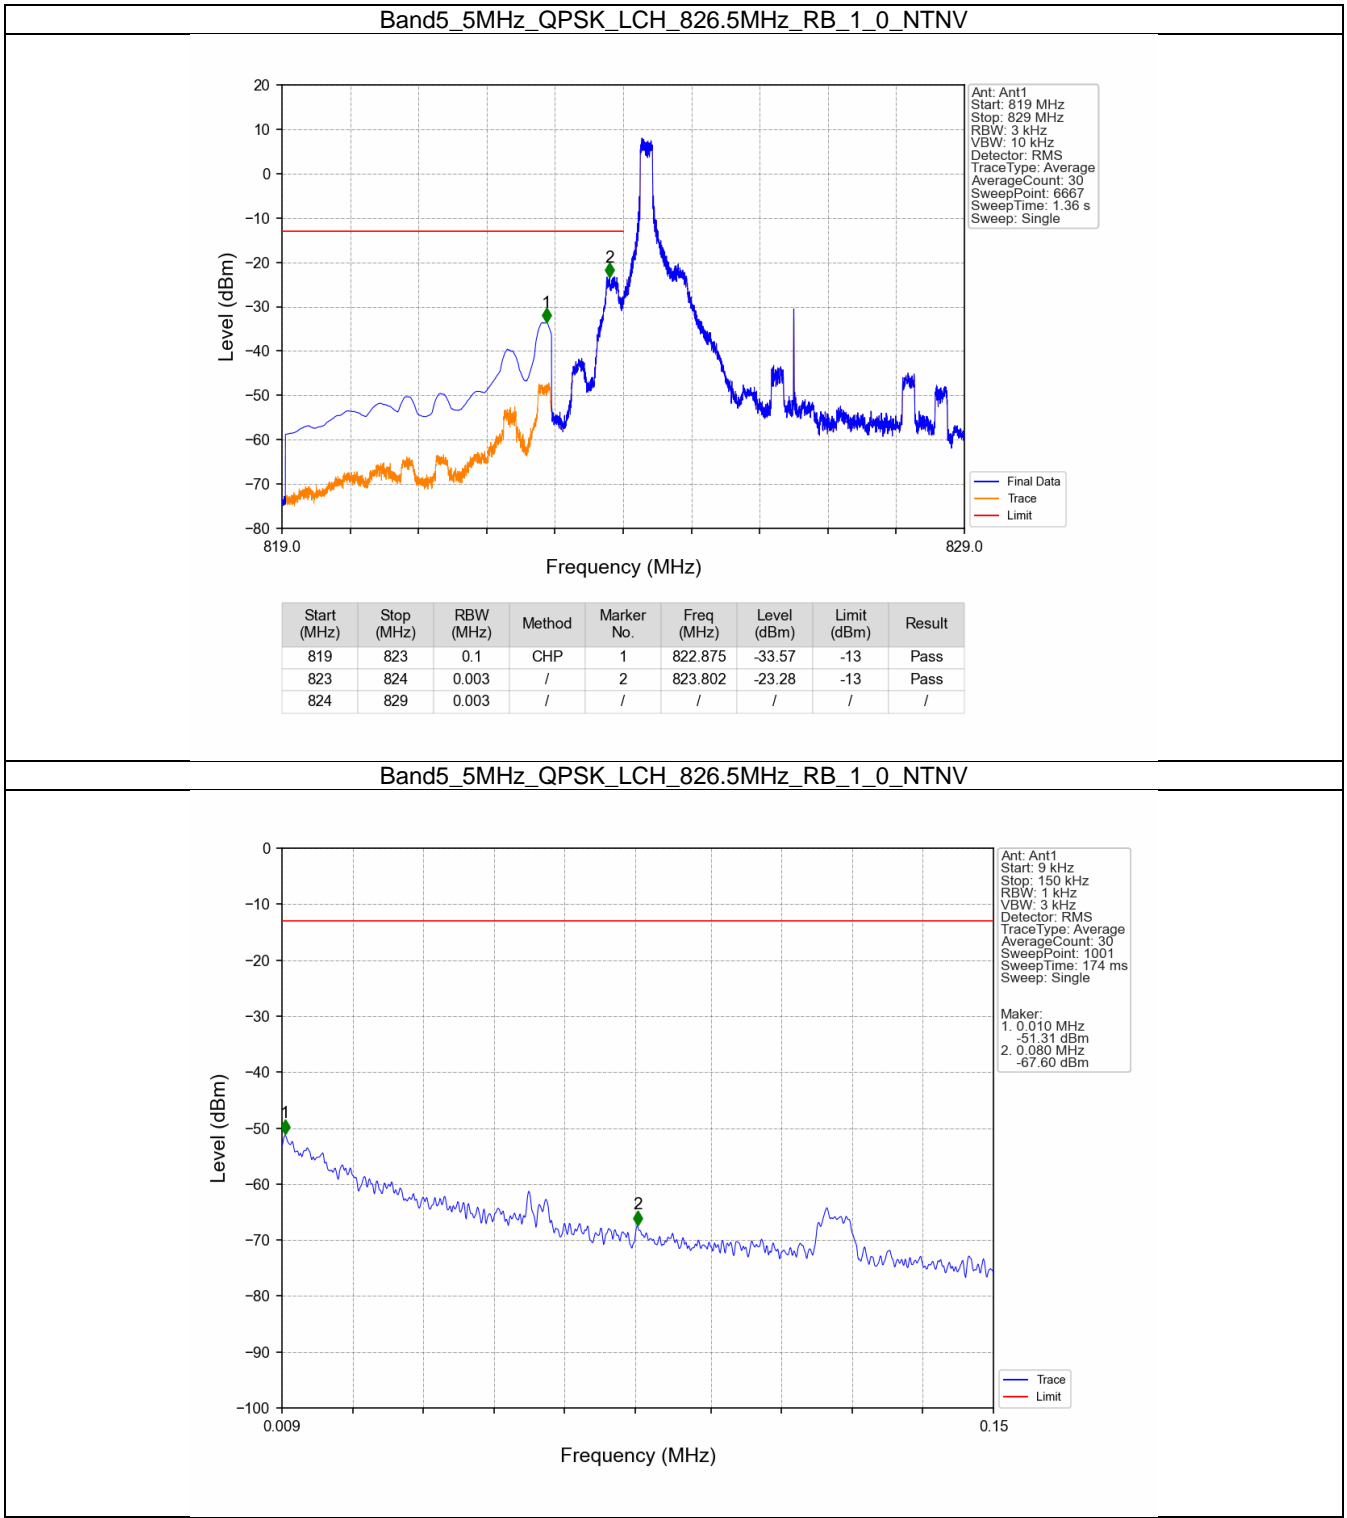 Band5_5MHz_QPSK_LCH_826.5MHz_RB_1_0_NTNV
20
10
0
−10
−20
−30
−40
−50
−60
−70
−80
Level (dBm)
1
2
819.0
829.0
Frequency (MHz)
Ant: Ant1
Start: 819 MHz
Stop: 829 MHz
RBW: 3 kHz
VBW: 10 kHz
Detector: RMS
TraceType: Average
AverageCount: 30
SweepPoint: 6667
SweepTime: 1.36 s
Sweep: Single
Final Data
Trace
Limit
Start (MHz) Stop (MHz) RBW (MHz) Method Marker No. Freq (MHz) Level (dBm) Limit (dBm) Result
819 823 0.1 CHP 1 822.875 -33.57 -13 Pass
823 824 0.003 / 2 823.802 -23.28 -13 Pass
824 829 0.003 / / / / / /
Band5_5MHz_QPSK_LCH_826.5MHz_RB_1_0_NTNV
0
−10
−20
−30
−40
−50
−60
−70
−80
−90
−100
Level (dBm)
1
2
0.009
0.15
Frequency (MHz)
Ant: Ant1
Start: 9 kHz
Stop: 150 kHz
RBW: 1 kHz
VBW: 3 kHz
Detector: RMS
TraceType: Average
AverageCount: 30
SweepPoint: 1001
SweepTime: 174 ms
Sweep: Single
Maker:
1. 0.010 MHz
-51.31 dBm
2. 0.080 MHz
-67.60 dBm
Trace
Limit